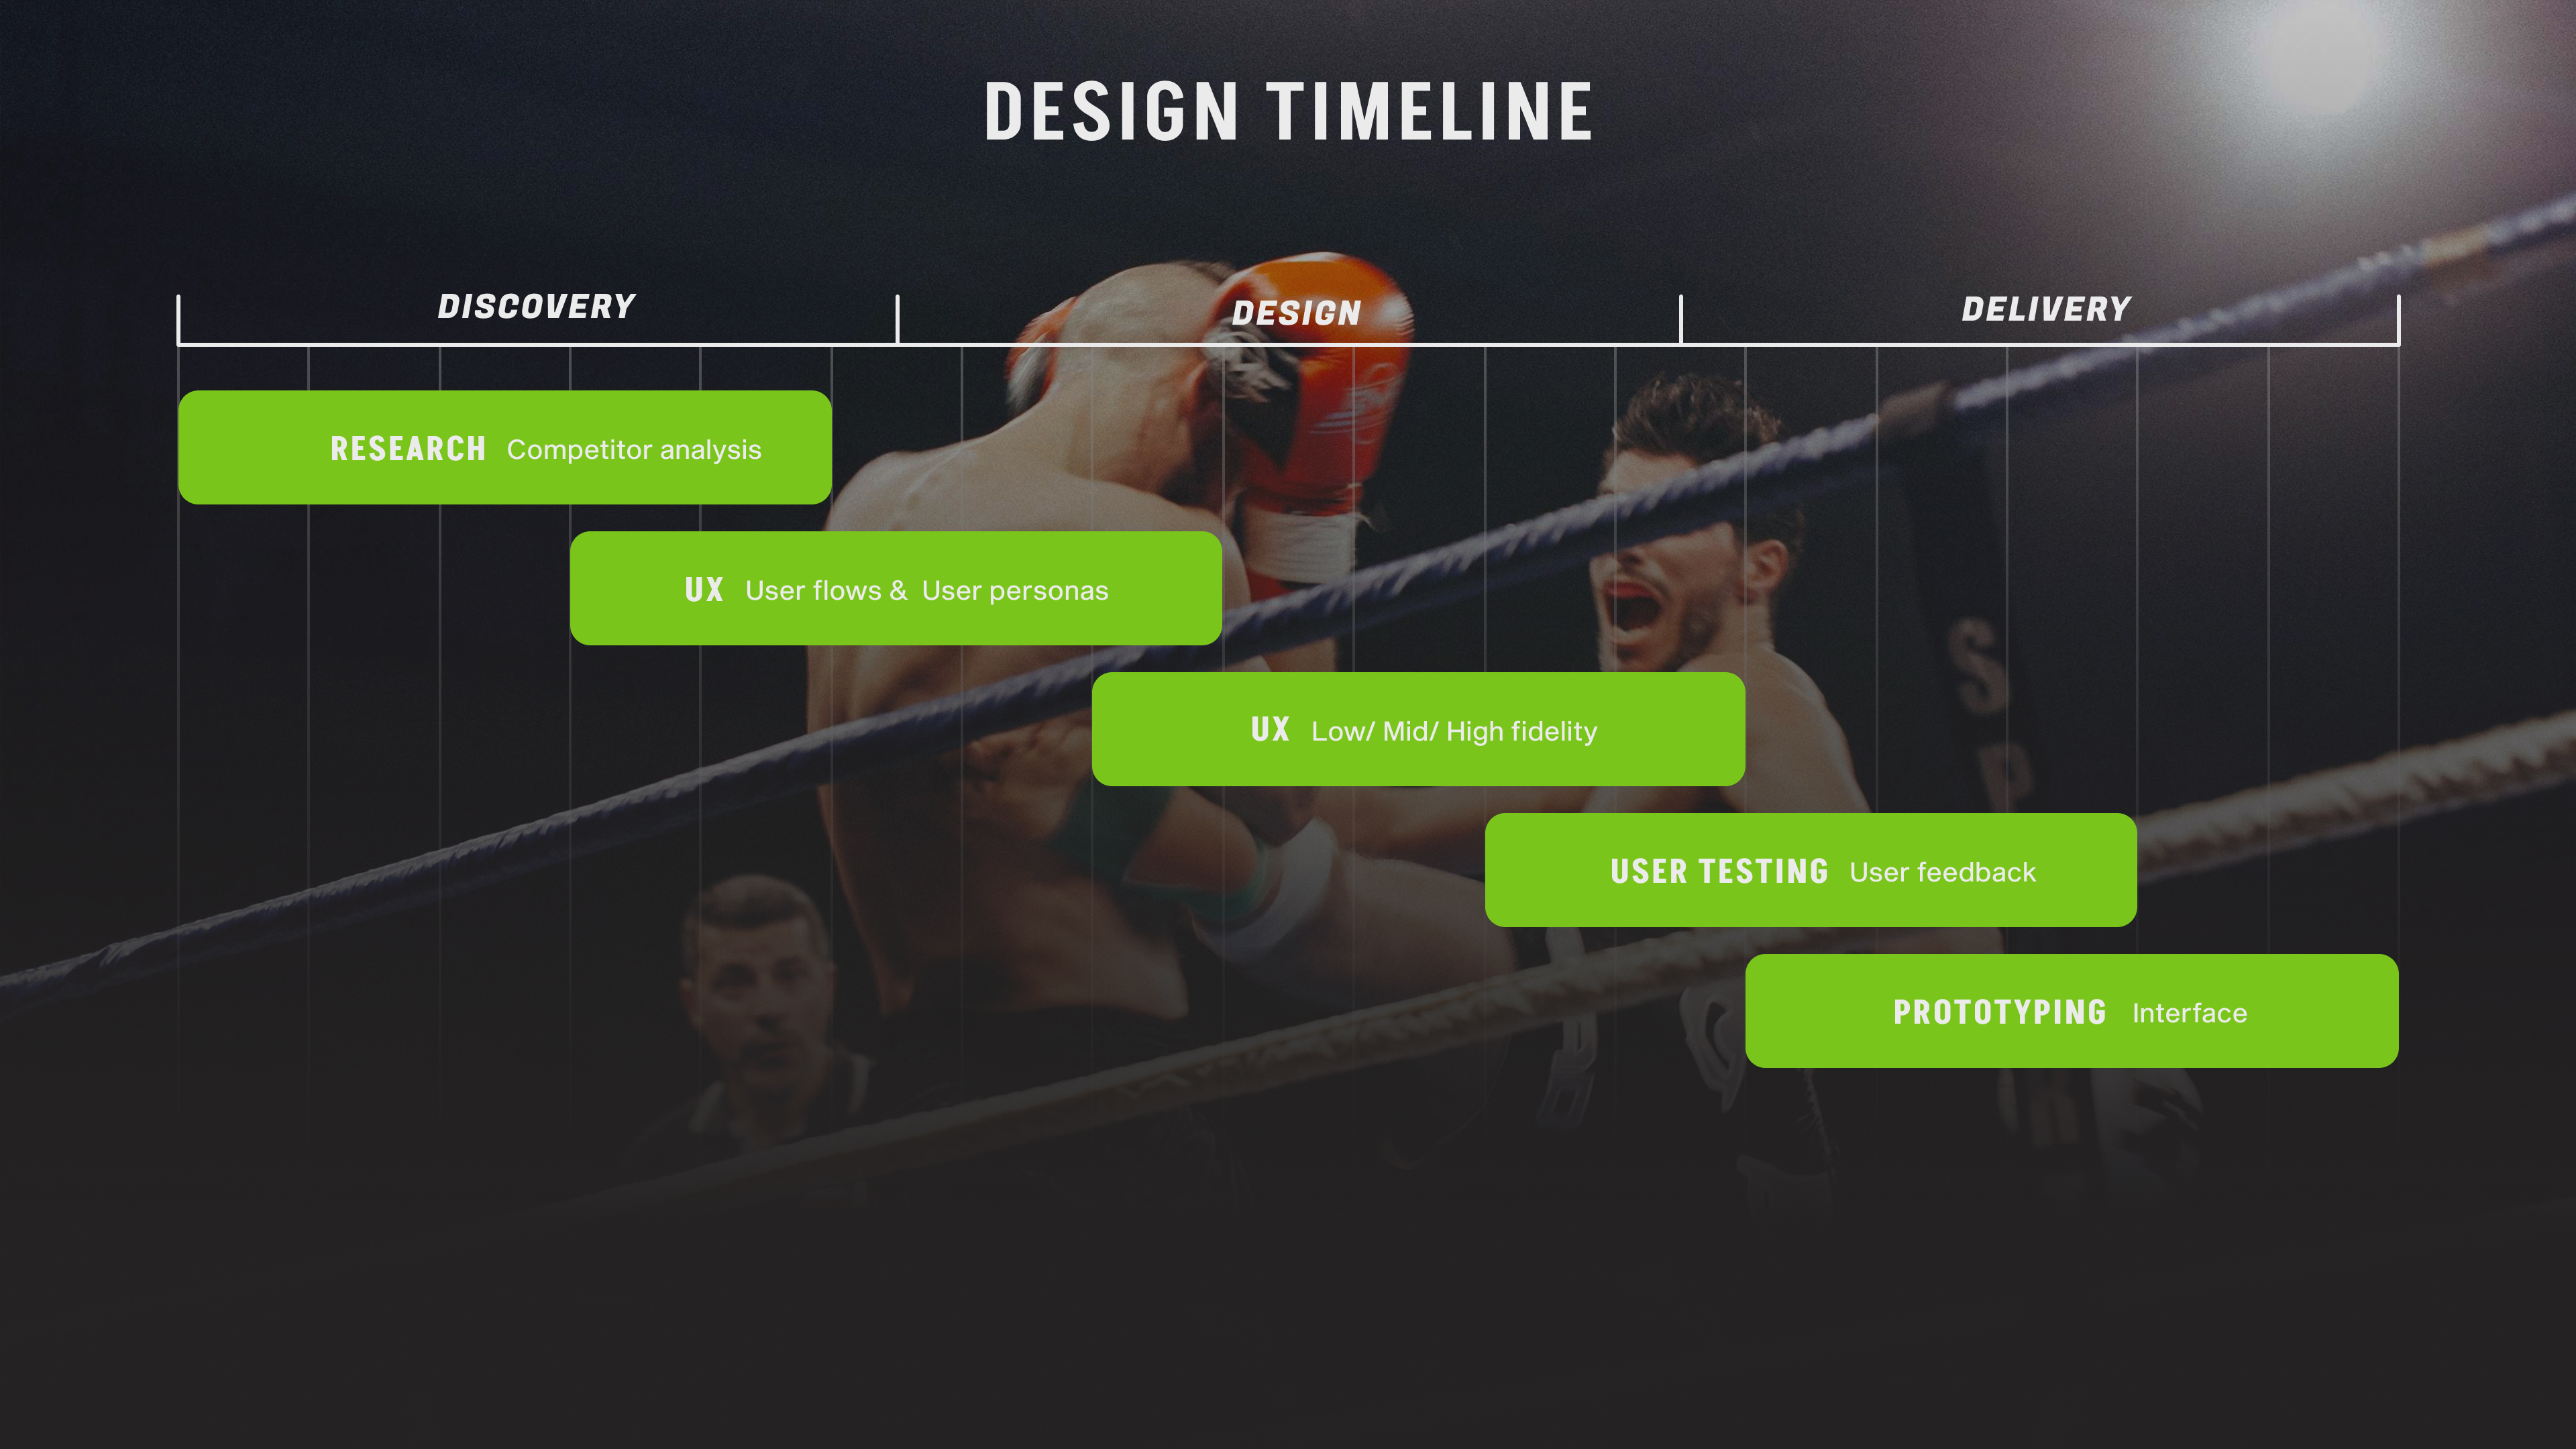 DESIGN TIMELINE
DISCOVERY
DESIGN
DELIVERY
RESEARCH Competitor analysis
UX User flows & User personas
UX Low/ Mid/ High fidelity
USER TESTING User feedback
PROTOTYPING Interface